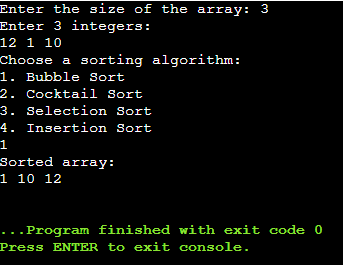 Enter the size of the array: 3
Enter 3 integers:
12 1 10
Choose a sorting algorithm:
1. Bubble Sort
2. Cocktail Sort
3. Selection Sort
4. Insertion Sort
1
Sorted array:
1 10 12
...Program finished with exit code 0
Press ENTER to exit console.